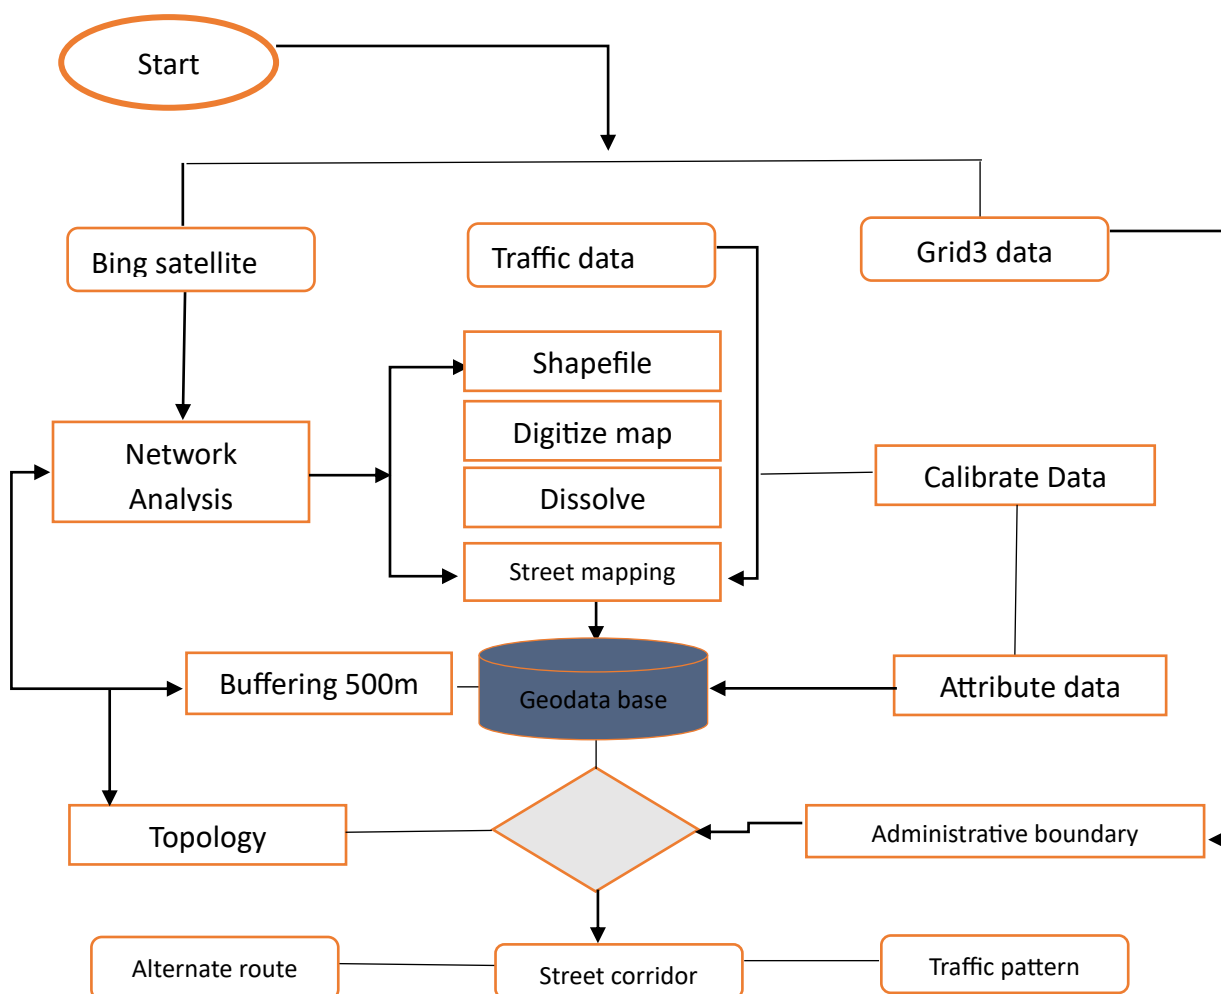 Start
Bing satellite
Traffic data
Grid3 data
Shapefile
Network
Analysis
Digitize map
Dissolve
Calibrate Data
Street mapping
Buffering 500m
Geodata base
Attribute data
Topology
Administrative boundary
Alternate route
Street corridor
Traffic pattern